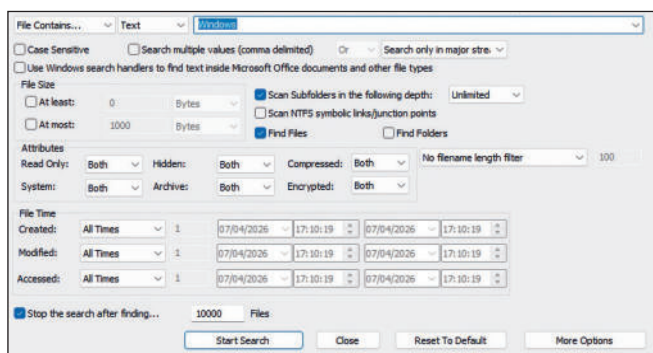 File Contains... Text Windows
Case Sensitive Search multiple values (comma delimited) Or Search only in major strea
Use Windows search handlers to find text inside Microsoft Office documents and other file types
File Size
At least: 0 Bytes
At most: 1000 Bytes
Scan Subfolders in the following depth: Unlimited
Scan NTFS symbolic links/junction points
Find Files Find Folders
Attributes
Read Only: Both Hidden: Both Compressed: Both No filename length filter 100
System: Both Archive: Both Encrypted: Both
File Time
Created: All Times 1 07/04/2026 17:10:19 07/04/2026 17:10:19
Modified: All Times 1 07/04/2026 17:10:19 07/04/2026 17:10:19
Accessed: All Times 1 07/04/2026 17:10:19 07/04/2026 17:10:19
Stop the search after finding... 10000 Files
Start Search Close Reset To Default More Options